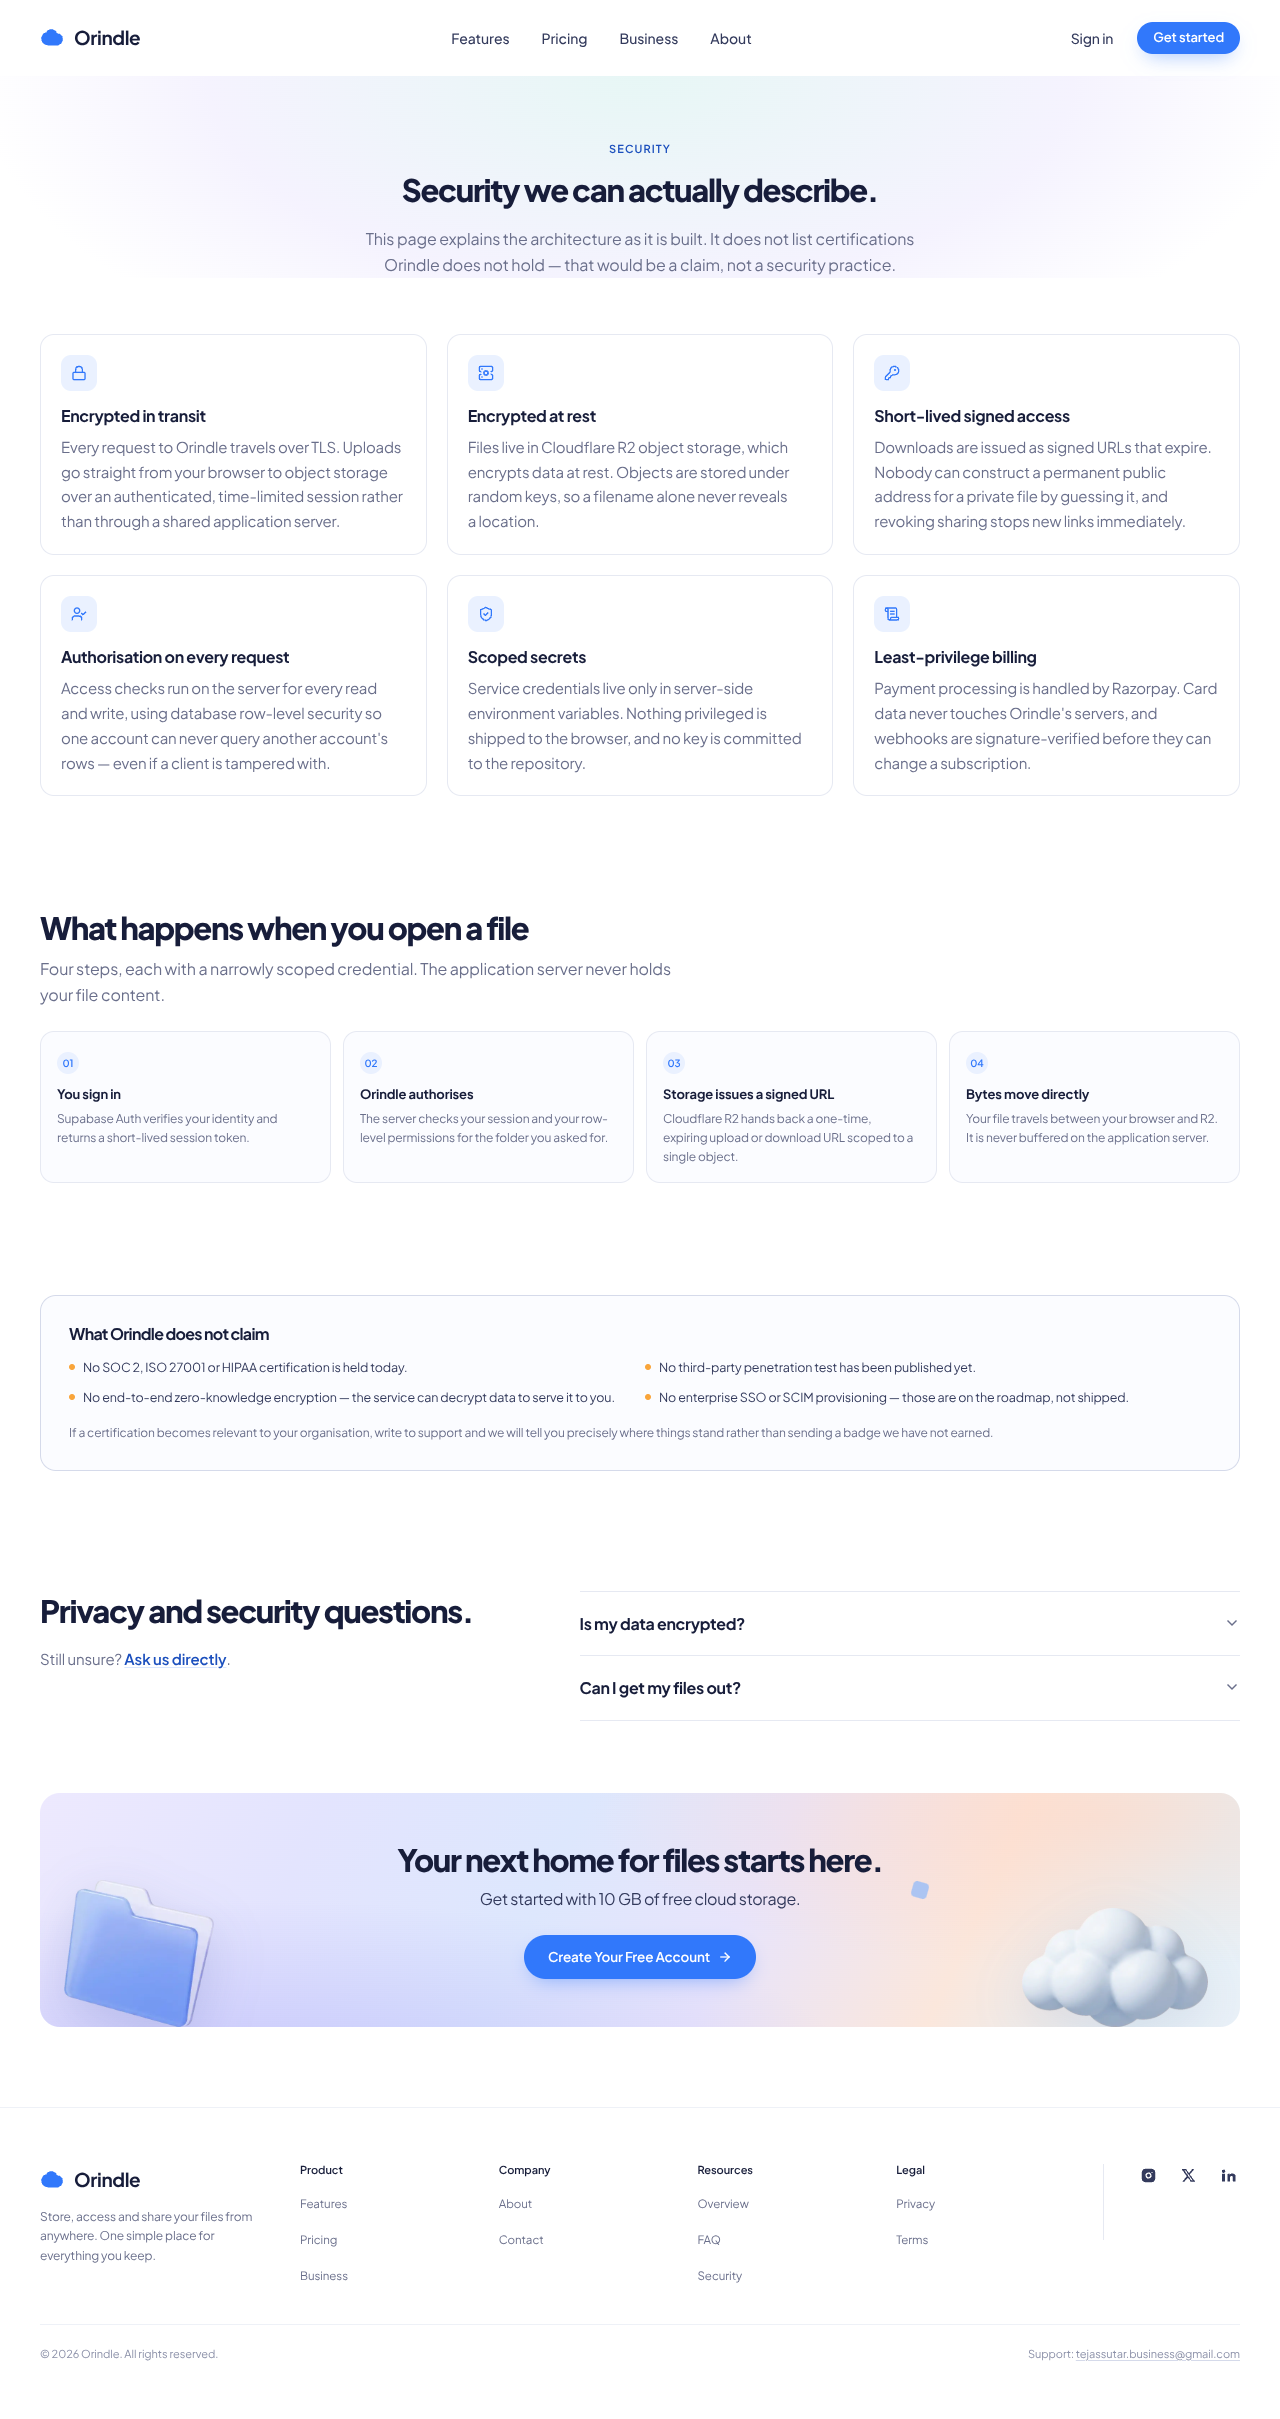 Orindle
Features
Pricing
Business
About
Sign in
Get started
SECURITY
Security we can actually describe.
This page explains the architecture as it is built. It does not list certifications
Orindle does not hold — that would be a claim, not a security practice.
Encrypted in transit
Every request to Orindle travels over TLS. Uploads
go straight from your browser to object storage
over an authenticated, time-limited session rather
than through a shared application server.
Encrypted at rest
Files live in Cloudflare R2 object storage, which
encrypts data at rest. Objects are stored under
random keys, so a filename alone never reveals
a location.
Short-lived signed access
Downloads are issued as signed URLs that expire.
Nobody can construct a permanent public
address for a private file by guessing it, and
revoking sharing stops new links immediately.
Authorisation on every request
Access checks run on the server for every read
and write, using database row-level security so
one account can never query another account's
rows — even if a client is tampered with.
Scoped secrets
Service credentials live only in server-side
environment variables. Nothing privileged is
shipped to the browser, and no key is committed
to the repository.
Least-privilege billing
Payment processing is handled by Razorpay. Card
data never touches Orindle's servers, and
webhooks are signature-verified before they can
change a subscription.
What happens when you open a file
Four steps, each with a narrowly scoped credential. The application server never holds
your file content.
01
You sign in
Supabase Auth verifies your identity and
returns a short-lived session token.
02
Orindle authorises
The server checks your session and your row-
level permissions for the folder you asked for.
03
Storage issues a signed URL
Cloudflare R2 hands back a one-time,
expiring upload or download URL scoped to a
single object.
04
Bytes move directly
Your file travels between your browser and R2.
It is never buffered on the application server.
What Orindle does not claim
No SOC 2, ISO 27001 or HIPAA certification is held today.
No third-party penetration test has been published yet.
No end-to-end zero-knowledge encryption — the service can decrypt data to serve it to you.
No enterprise SSO or SCIM provisioning — those are on the roadmap, not shipped.
If a certification becomes relevant to your organisation, write to support and we will tell you precisely where things stand rather than sending a badge we have not earned.
Privacy and security questions.
Still unsure? Ask us directly.
Is my data encrypted?
Can I get my files out?
Your next home for files starts here.
Get started with 10 GB of free cloud storage.
Create Your Free Account
Orindle
Store, access and share your files from
anywhere. One simple place for
everything you keep.
Product
Features
Pricing
Business
Company
About
Contact
Resources
Overview
FAQ
Security
Legal
Privacy
Terms
© 2026 Orindle. All rights reserved.
Support: tejassutar.business@gmail.com